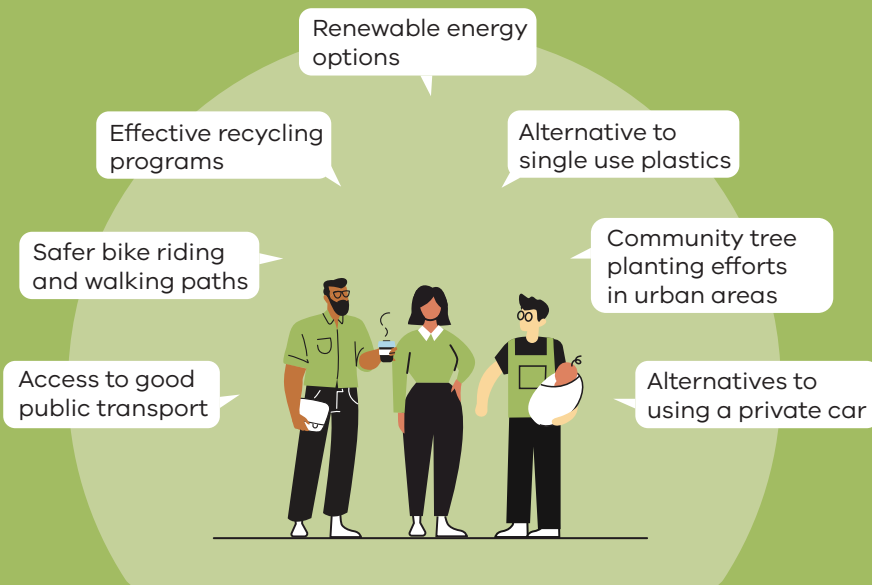 Renewable energy
options
Effective recycling
programs
Alternative to
single use plastics
Safer bike riding
and walking paths
Community tree
planting efforts
in urban areas
Access to good
public transport
Alternatives to
using a private car